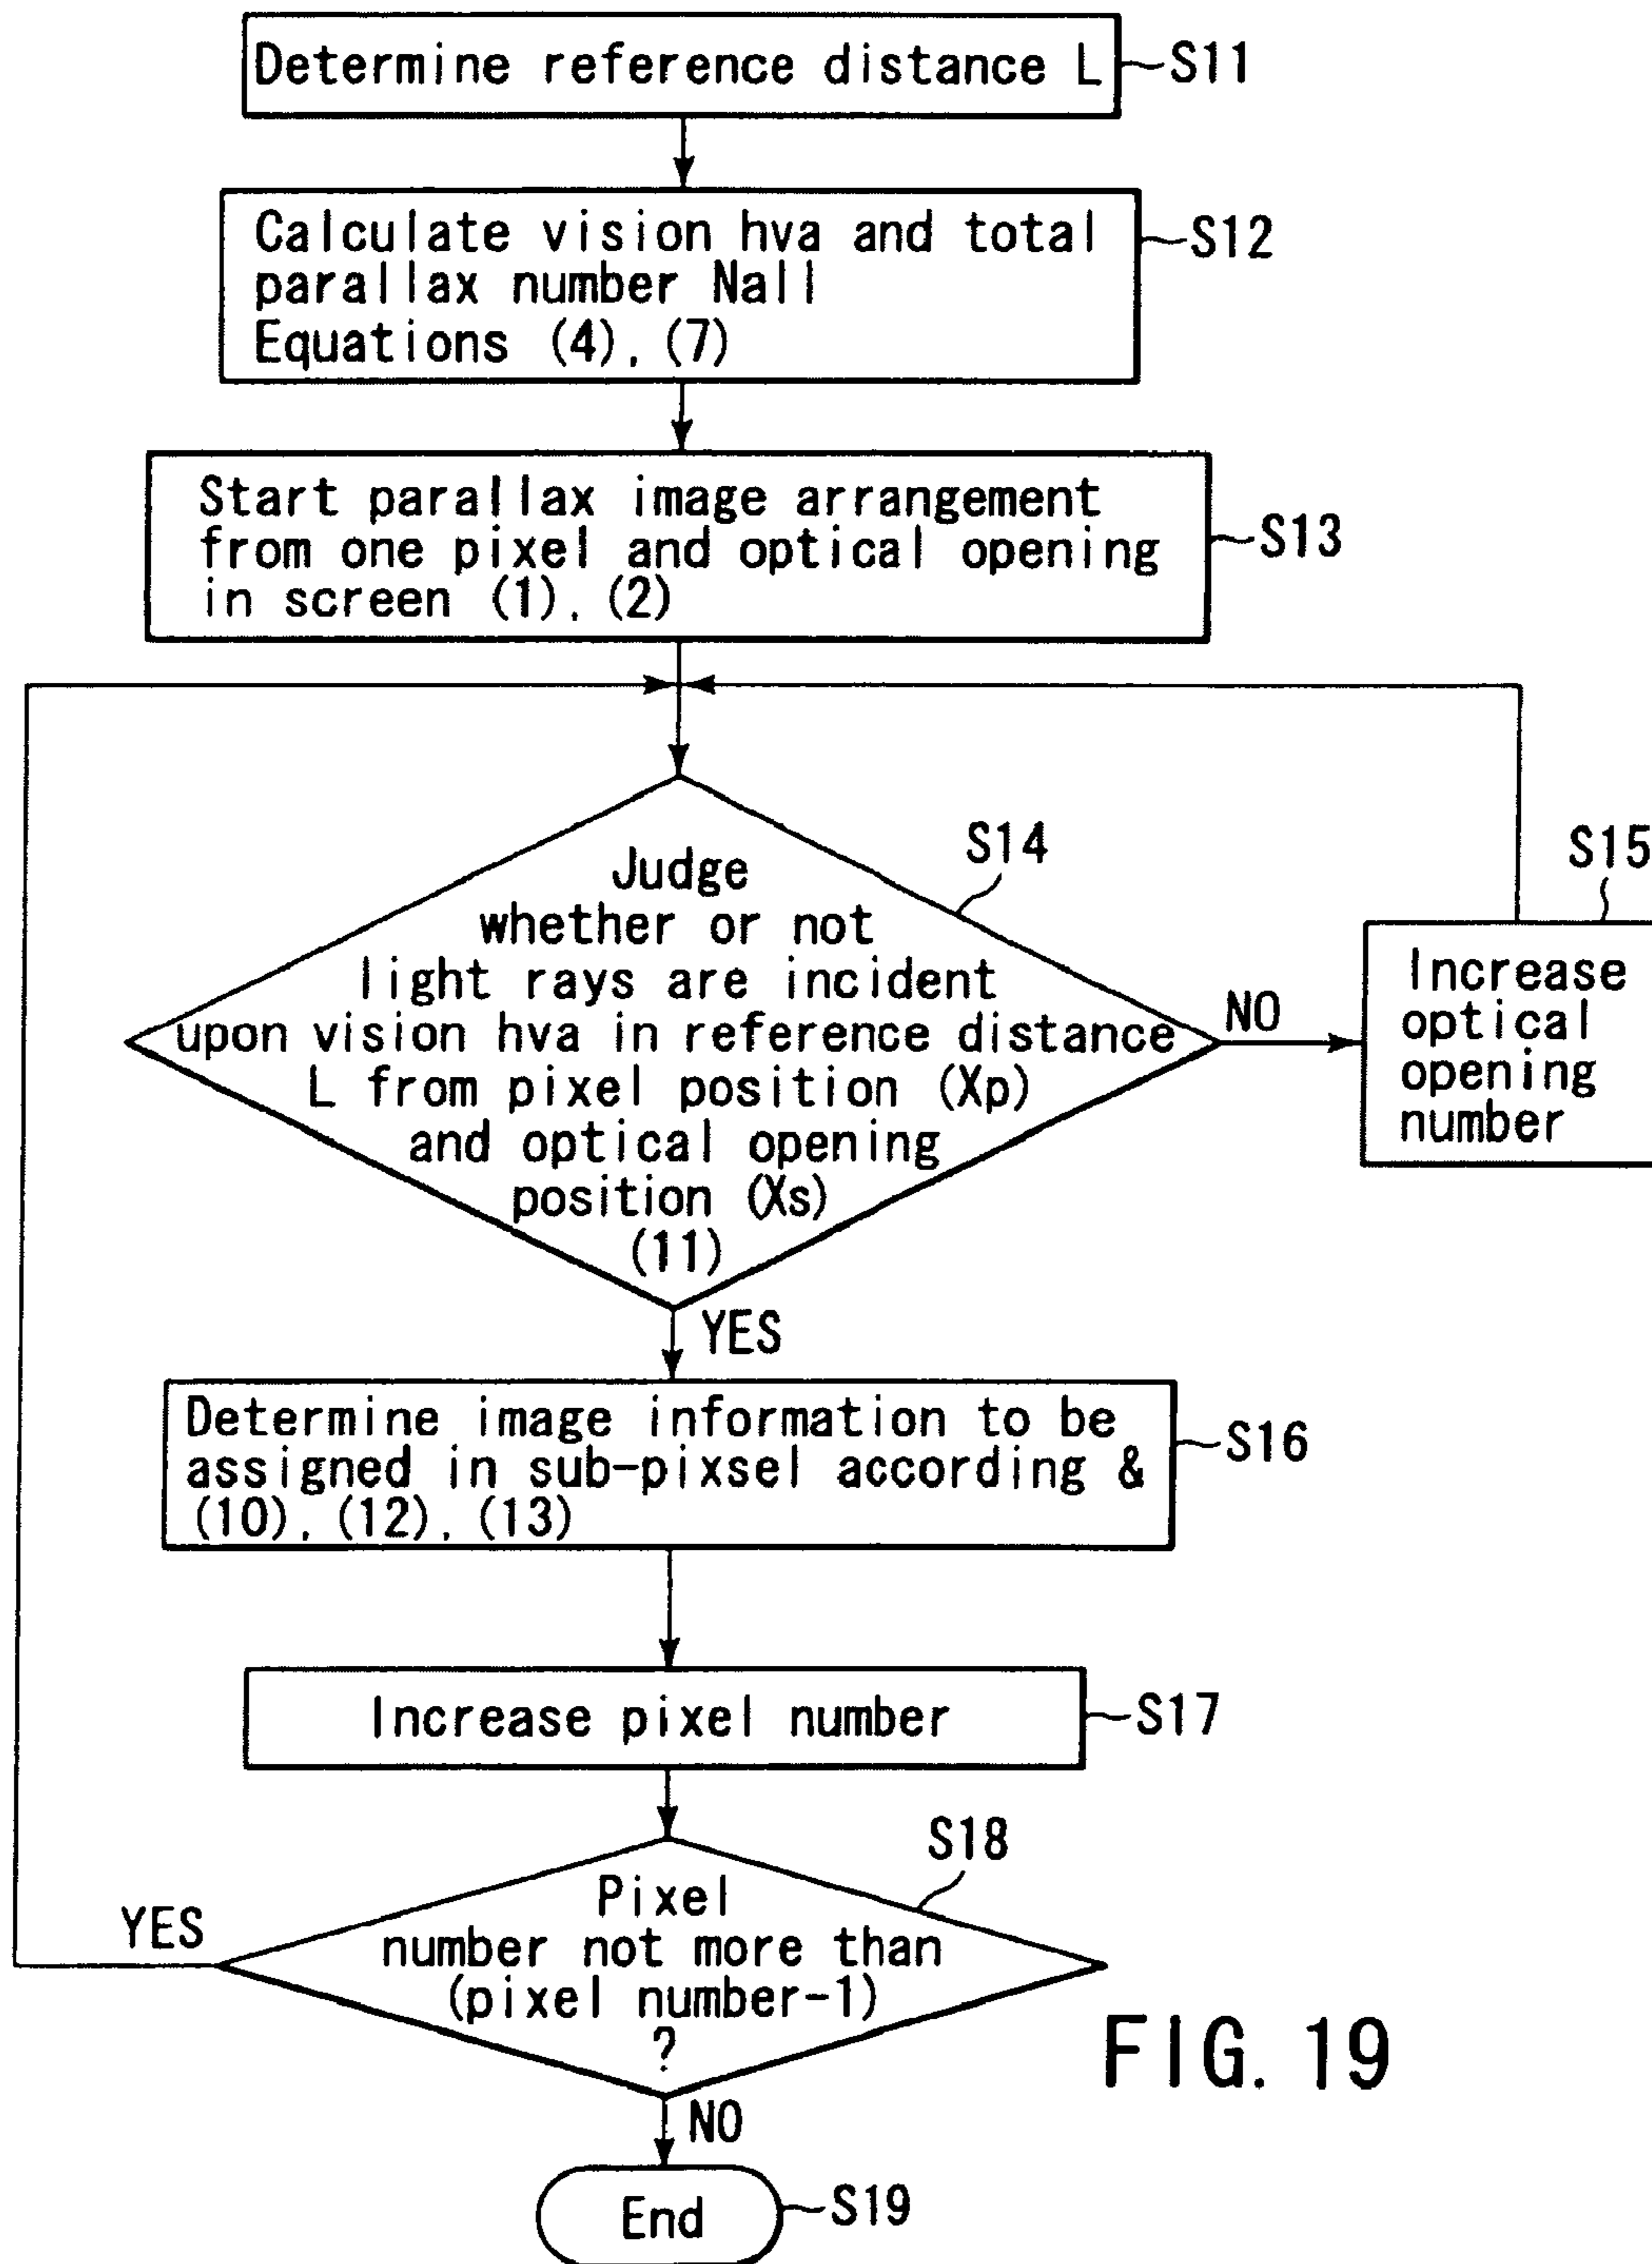 Determine reference distance L
S11
Calculate vision hva and total
parallax number Nall
Equations (4), (7)
S12
Start parallax image arrangement
from one pixel and optical opening
in screen (1), (2)
S13
Judge
whether or not
light rays are incident
upon vision hva in reference distance
L from pixel position (Xp)
and optical opening
position (Xs)
(11)
S14
NO
S15
Increase
optical
opening
number
YES
Determine image information to be
assigned in sub-pixsel according &
(10), (12), (13)
S16
Increase pixel number
S17
S18
Pixel
number not more than
(pixel number-1)
?
YES
NO
End
S19
FIG. 19